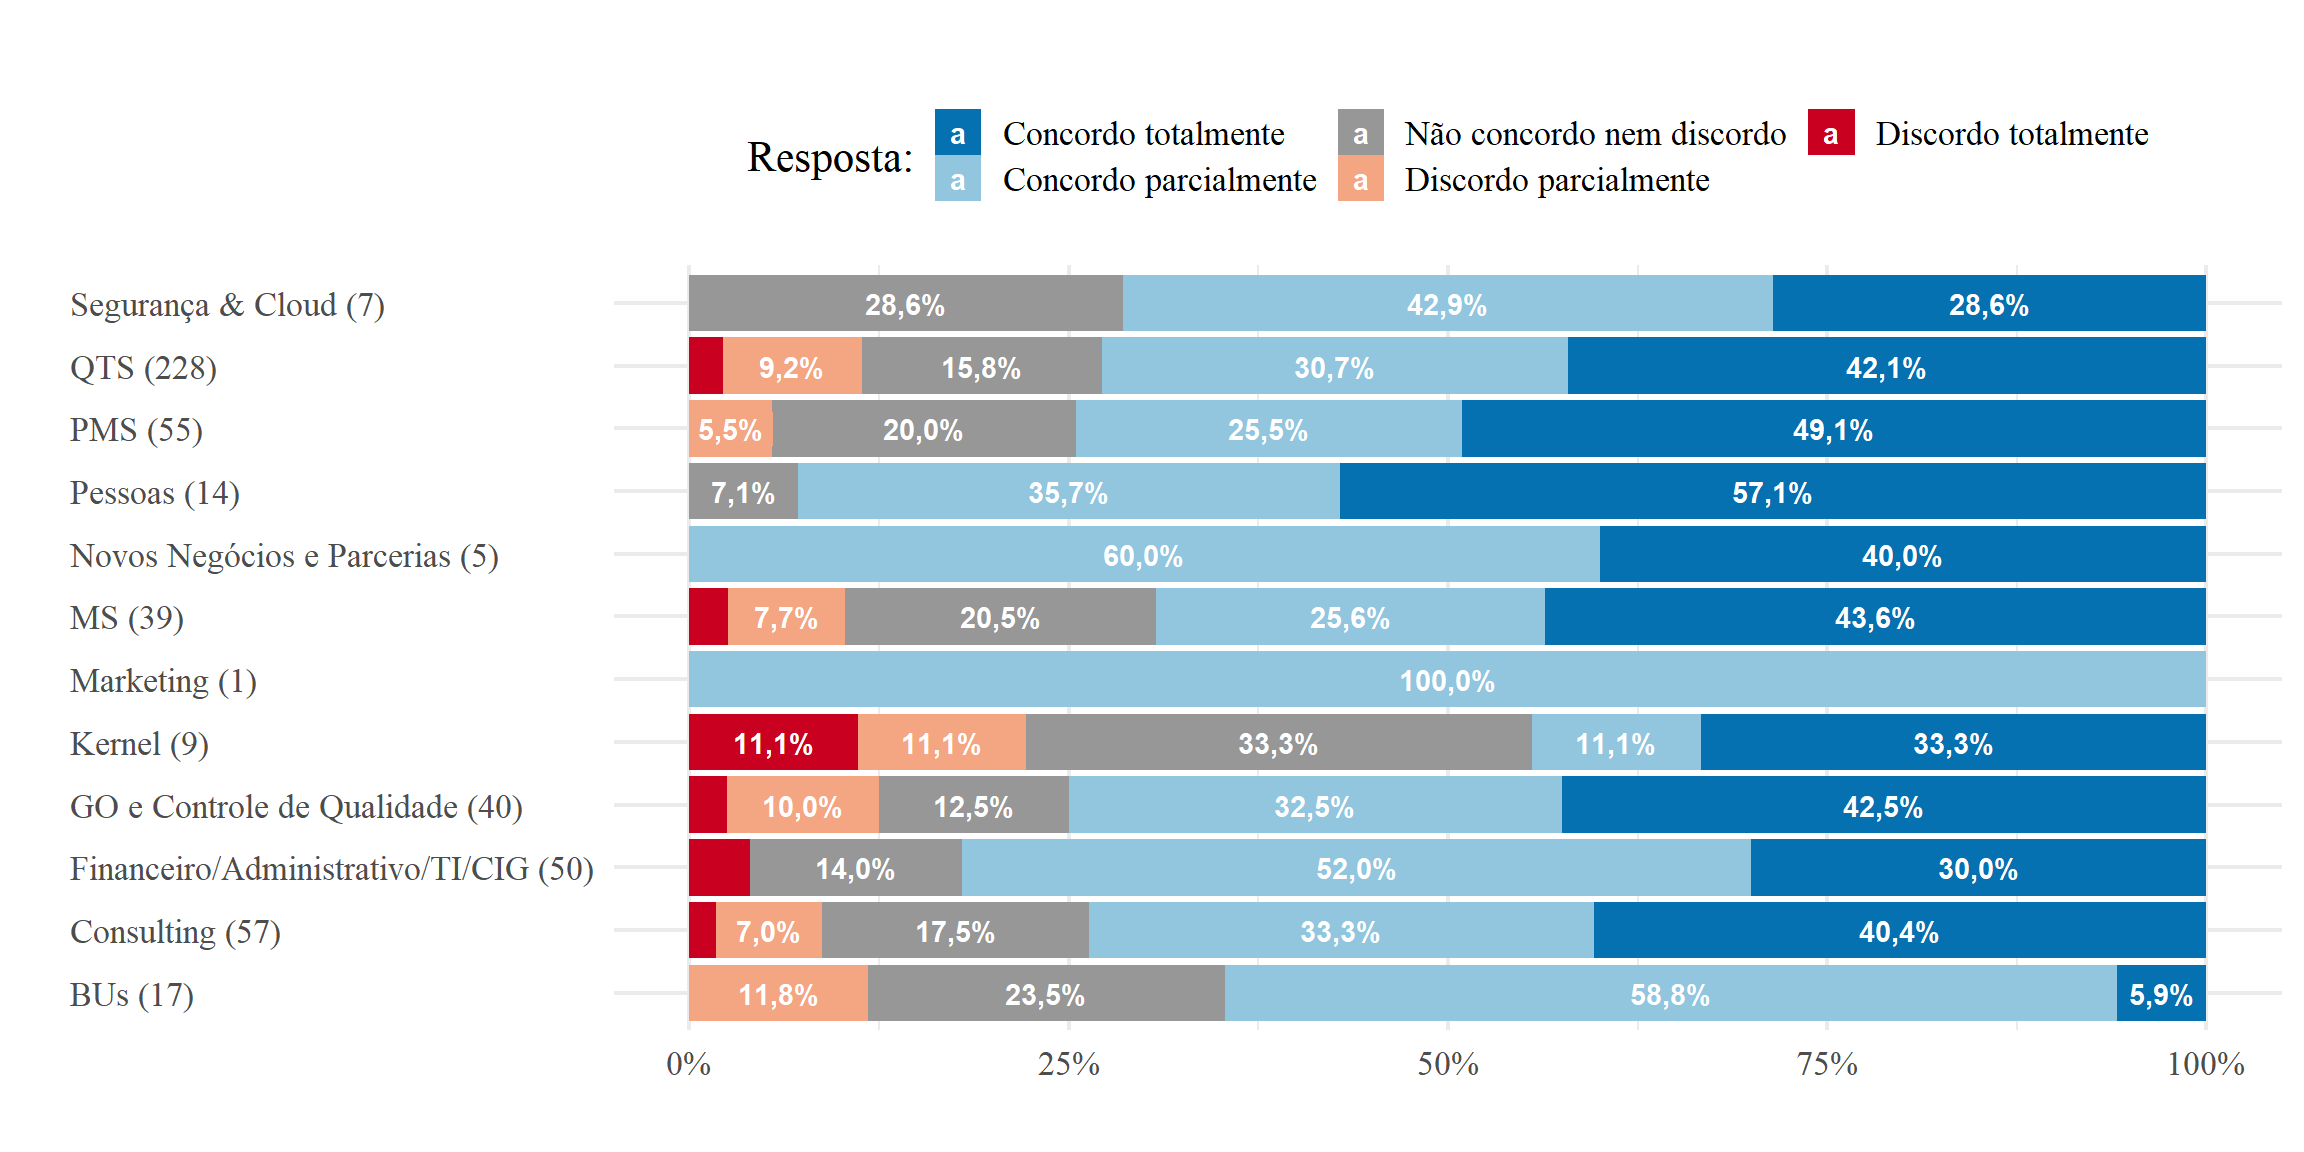 Resposta:
a Concordo totalmente
a Não concordo nem discordo
a Discordo totalmente
a Concordo parcialmente
a Discordo parcialmente
Segurança & Cloud (7) 28,6% 42,9% 28,6%
QTS (228) 9,2% 15,8% 30,7% 42,1%
PMS (55) 5,5% 20,0% 25,5% 49,1%
Pessoas (14) 7,1% 35,7% 57,1%
Novos Negócios e Parcerias (5) 60,0% 40,0%
MS (39) 7,7% 20,5% 25,6% 43,6%
Marketing (1) 100,0%
Kernel (9) 11,1% 11,1% 33,3% 11,1% 33,3%
GO e Controle de Qualidade (40) 10,0% 12,5% 32,5% 42,5%
Financeiro/Administrativo/TI/CIG (50) 14,0% 52,0% 30,0%
Consulting (57) 7,0% 17,5% 33,3% 40,4%
BUs (17) 11,8% 23,5% 58,8% 5,9%
0% 25% 50% 75% 100%